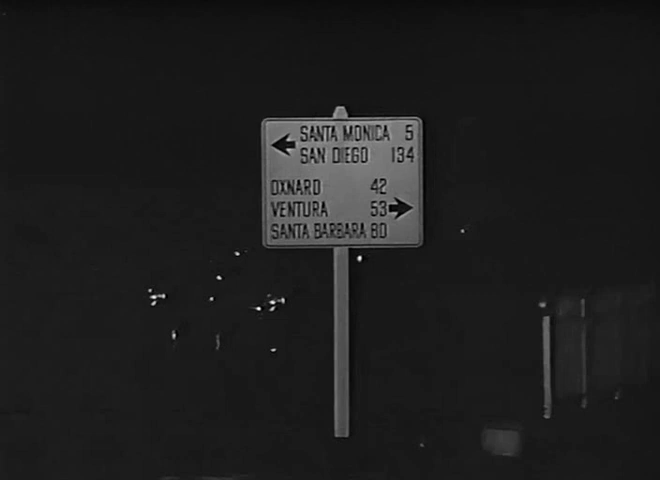 SANTA MONICA 5
SAN DIEGO 134
OXNARD 42
VENTURA 53
SANTA BARBARA 80